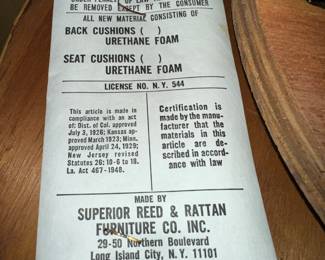 UNDER PENALTY OF LAW
BE REMOVED EXCEPT BY THE CONSUMER
ALL NEW MATERIAL CONSISTING OF
BACK CUSHIONS ( )
URETHANE FOAM
SEAT CUSHIONS ( )
URETHANE FOAM
LICENSE NO. N.Y. 544
This article is made in
compliance with an act
of: Dist. of Col. approved
July 3, 1926; Kansas ap-
proved March 1923; Minn.
approved April 24, 1929;
New Jersey revised
Statutes 26: 10-6 to 18.
La. Act 467-1948.
Certification is
made by the manu-
facturer that the
materials in this
article are de-
scribed in accord-
ance with law
MADE BY
SUPERIOR REED & RATTAN
FURNITURE CO. INC.
29-50 Northern Boulevard
Long Island City, N.Y. 11101